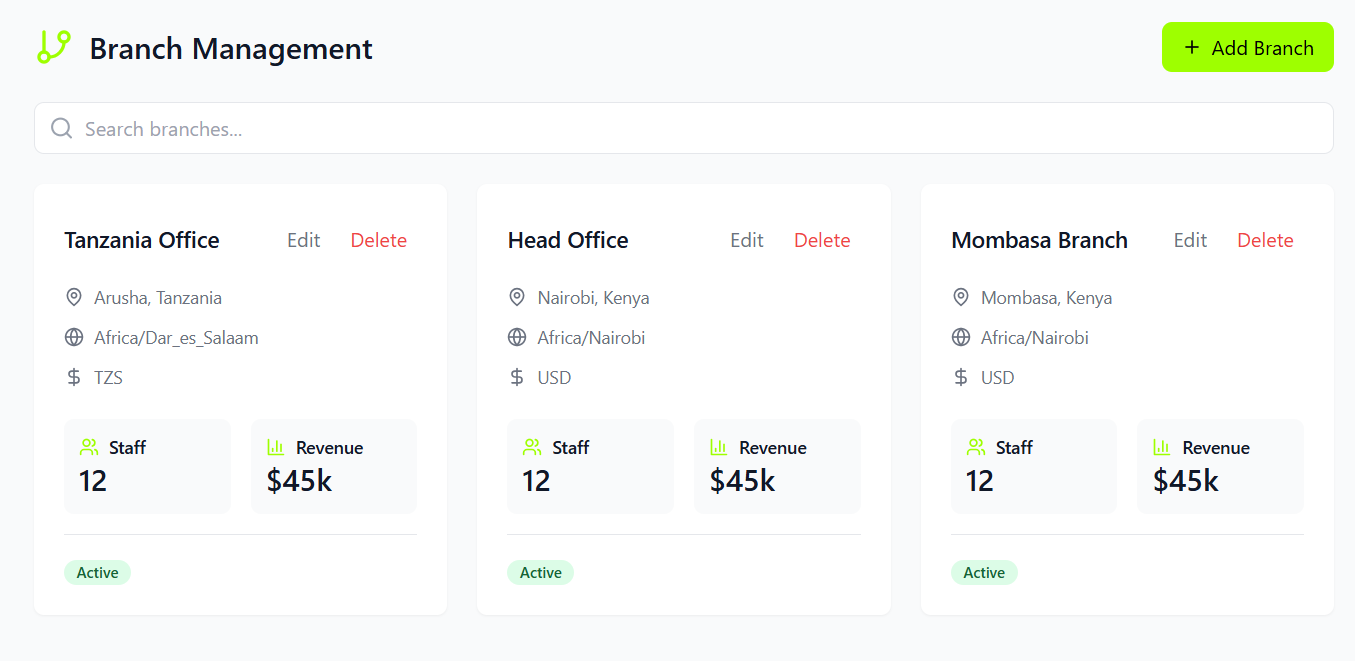 Branch Management
+ Add Branch
Search branches...
Tanzania Office Edit Delete
Arusha, Tanzania
Africa/Dar_es_Salaam
$ TZS
Staff
12
Revenue
$45k
Active
Head Office Edit Delete
Nairobi, Kenya
Africa/Nairobi
$ USD
Staff
12
Revenue
$45k
Active
Mombasa Branch Edit Delete
Mombasa, Kenya
Africa/Nairobi
$ USD
Staff
12
Revenue
$45k
Active